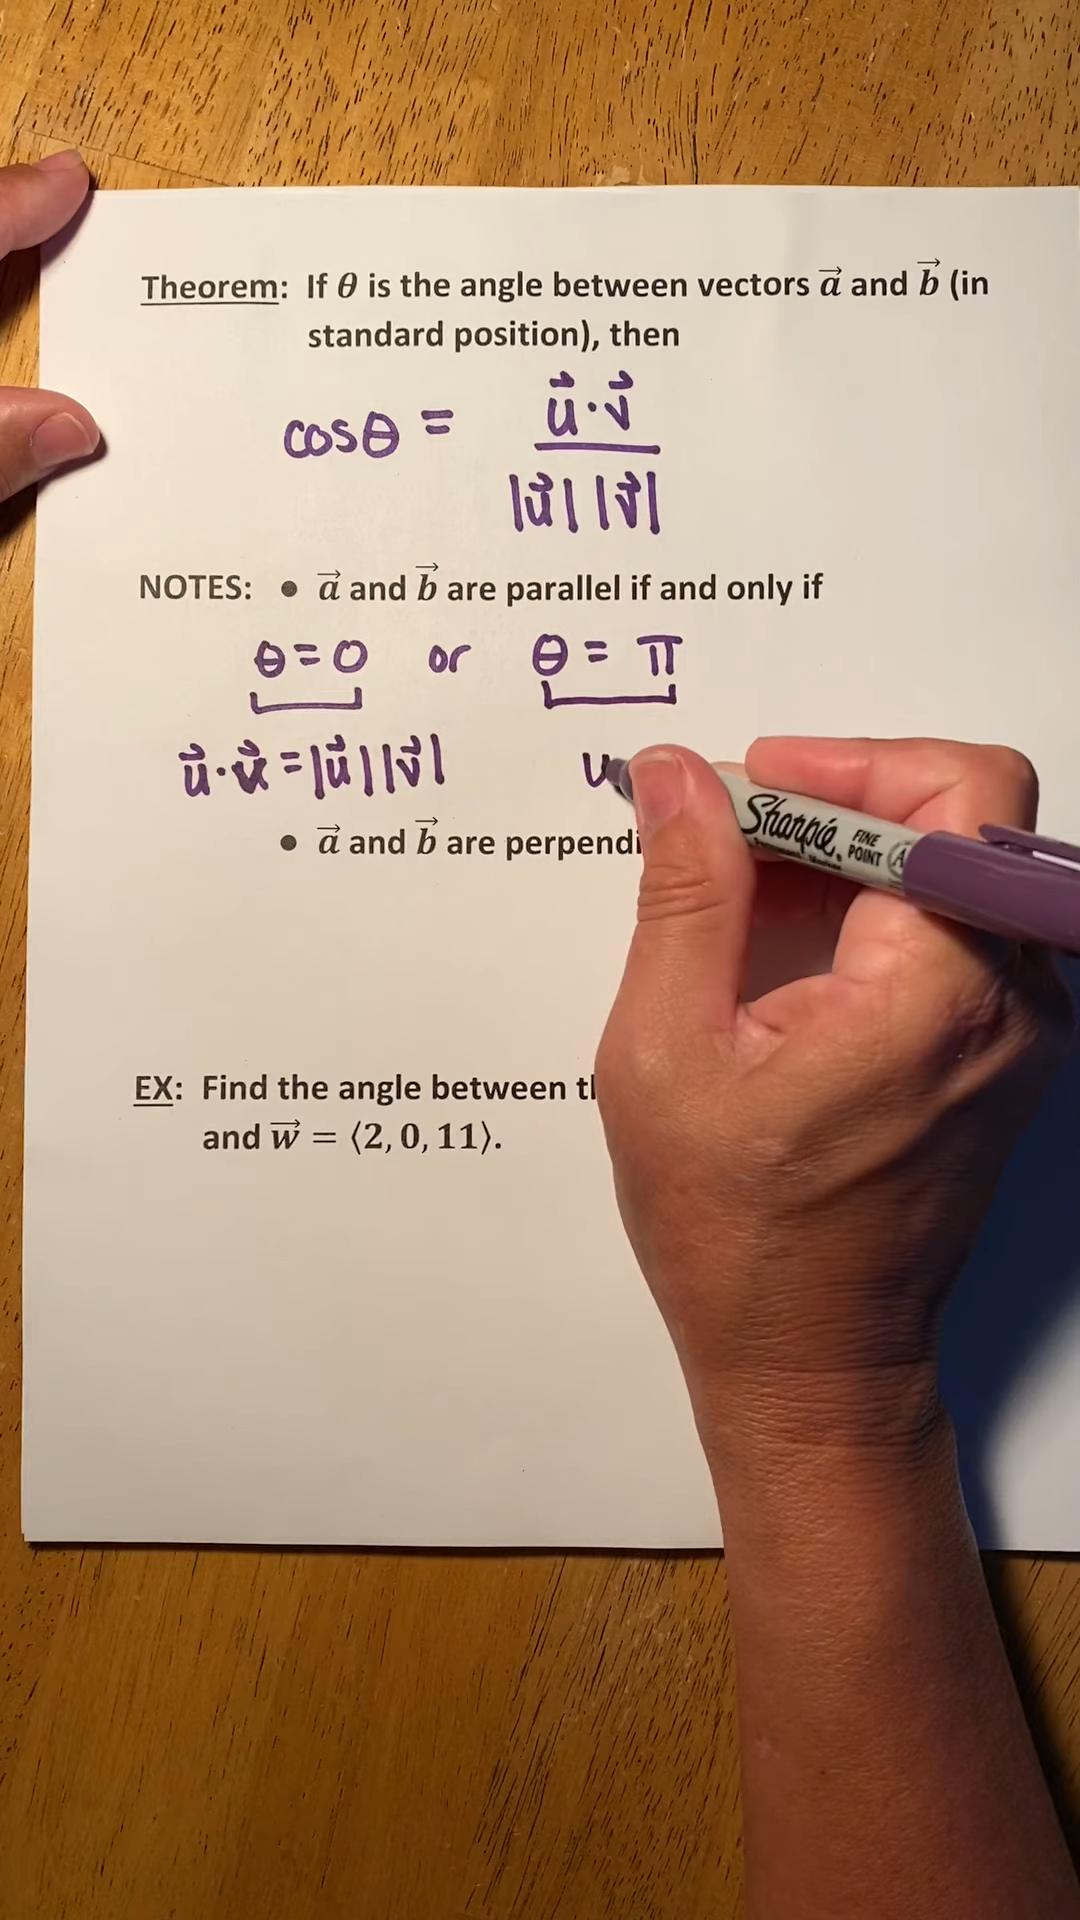 Theorem: If θ is the angle between vectors a⃗ and b⃗ (in
standard position), then
cosθ = u⃗·v⃗ / |u⃗| |v⃗|
NOTES: • a⃗ and b⃗ are parallel if and only if
θ=0 or θ = π
u⃗· =|u⃗||v⃗| u
• a⃗ and b⃗ are perpendi
EX: Find the angle between
and w⃗ = ⟨2, 0, 11⟩.
Sharpie. FINE
POINT